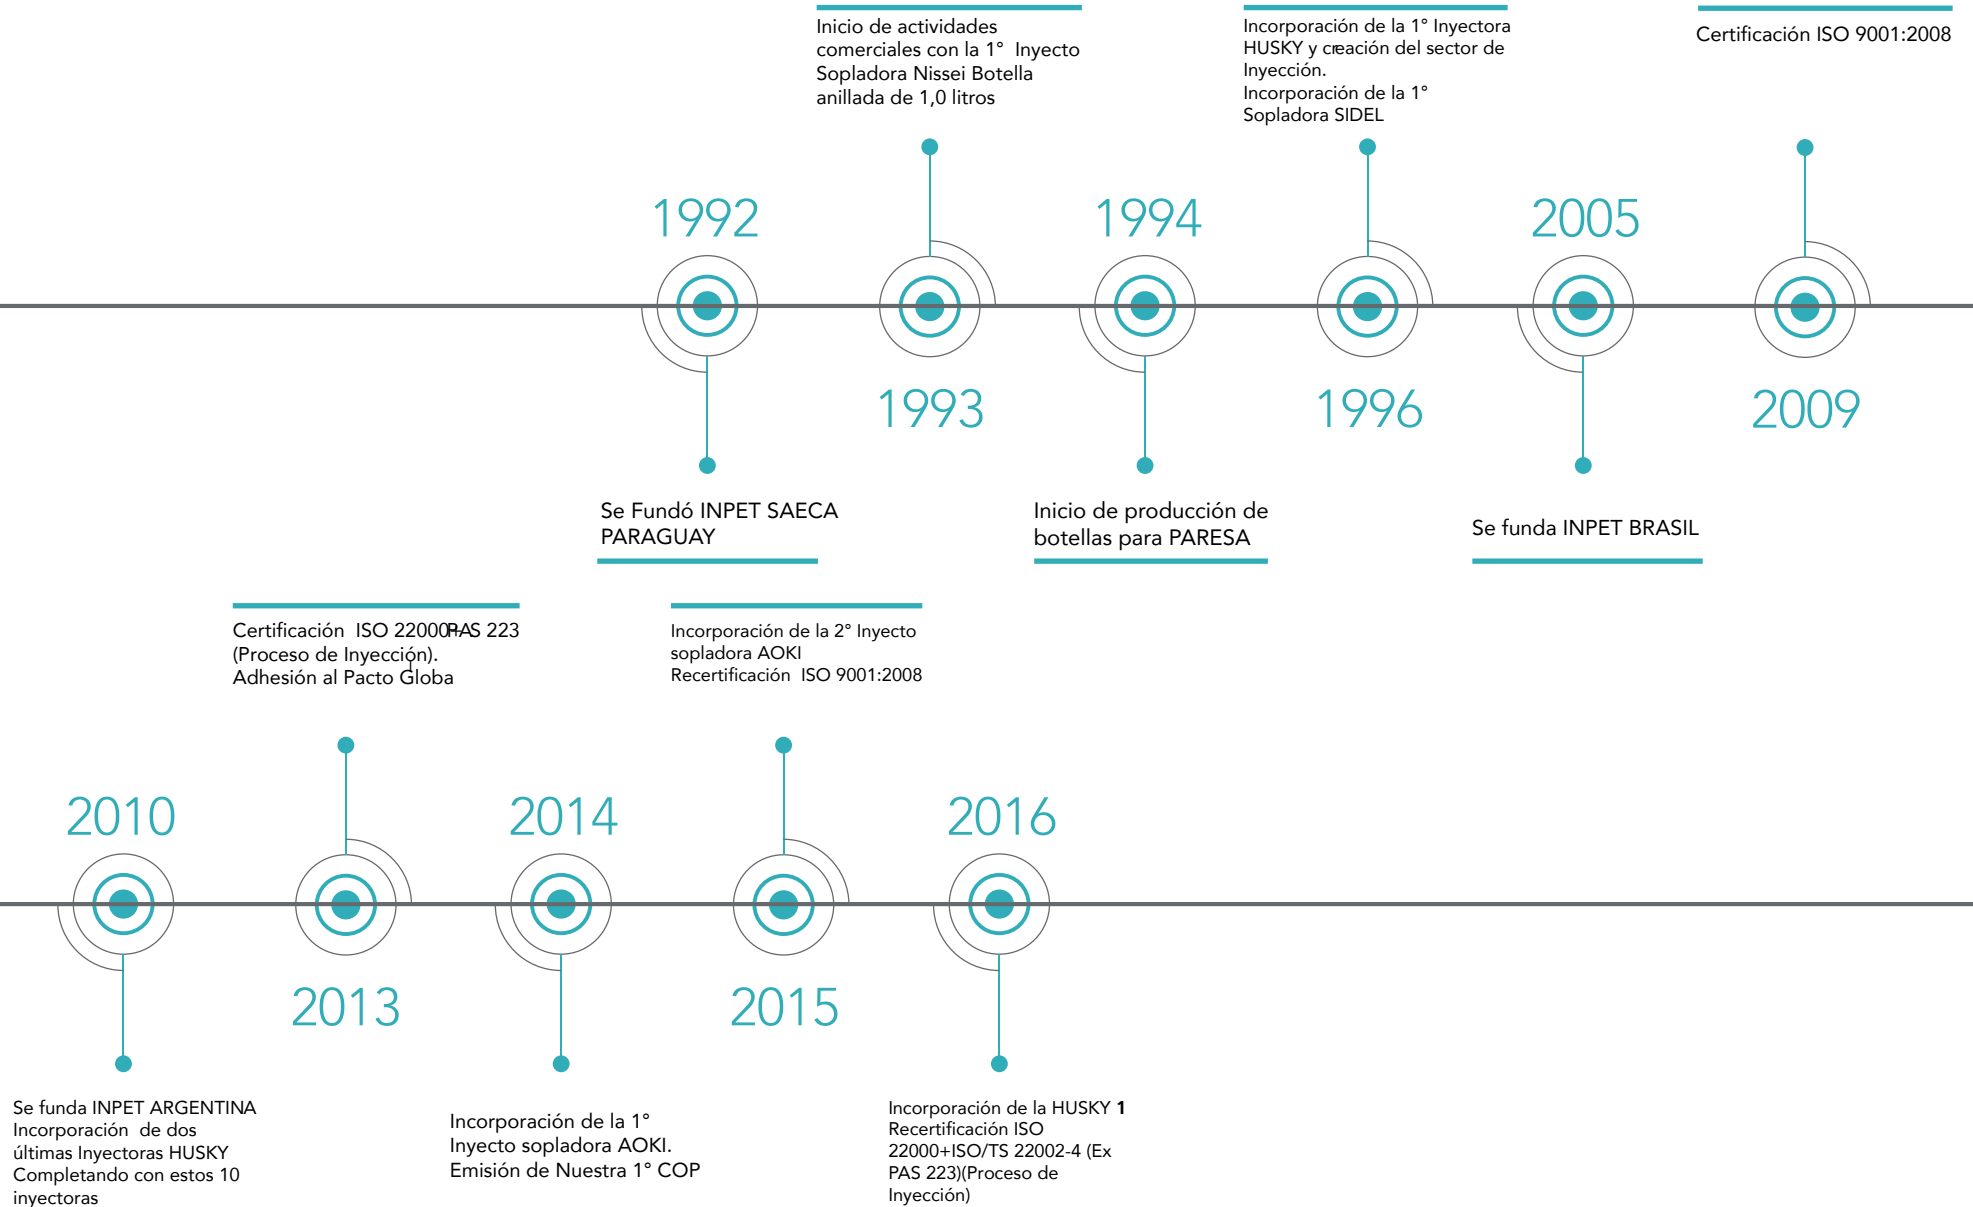 Inicio de actividades
comerciales con la 1° Inyecto
Sopladora Nissei Botella
anillada de 1,0 litros
Incorporación de la 1° Inyectora
HUSKY y creación del sector de
Inyección.
Incorporación de la 1°
Sopladora SIDEL
Certificación ISO 9001:2008
1992
1994
2005
1993
1996
2009
Se Fundó INPET SAECA
PARAGUAY
Inicio de producción de
botellas para PARESA
Se funda INPET BRASIL
Certificación ISO 22000+PAS 223
(Proceso de Inyección).
Adhesión al Pacto Global
Incorporación de la 2° Inyecto
sopladora AOKI
Recertificación ISO 9001:2008
2010
2014
2016
2013
2015
Se funda INPET ARGENTINA
Incorporación de dos
últimas Inyectoras HUSKY
Completando con estos 10
inyectoras
Incorporación de la 1°
Inyecto sopladora AOKI.
Emisión de Nuestra 1° COP
Incorporación de la HUSKY 1
Recertificación ISO
22000+ISO/TS 22002-4 (Ex
PAS 223)(Proceso de
Inyección)